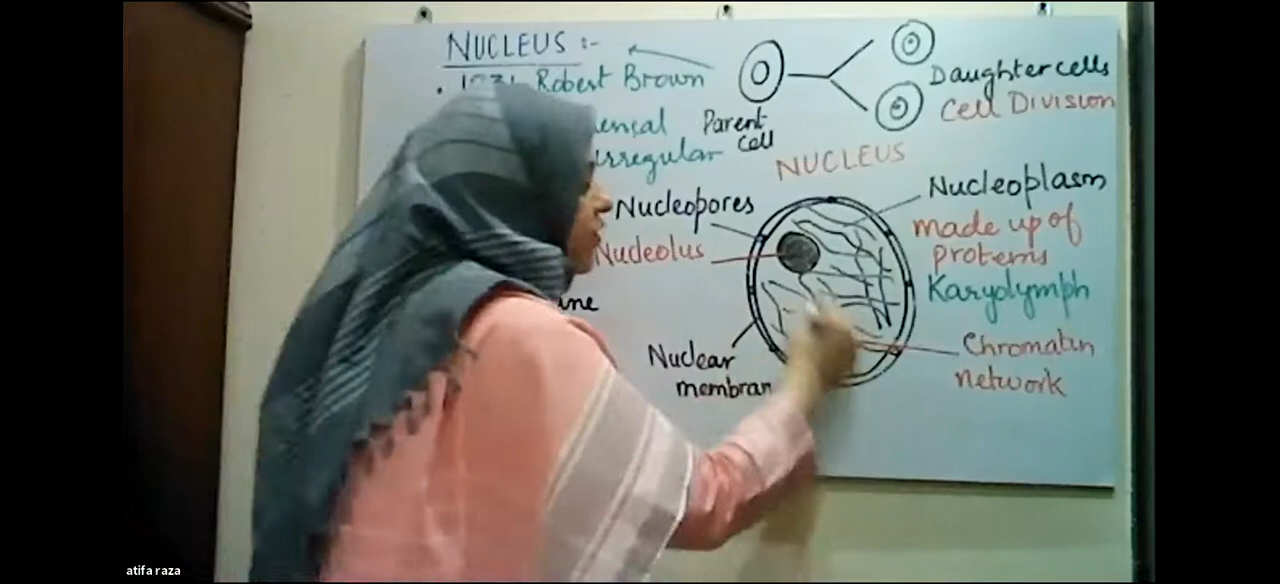 NUCLEUS :-
Robert Brown
Parent
cell
Daughter cells
Cell Division
irregular
NUCLEUS
Nucleopores
Nucleolus
Nucleoplasm
made up of
proteins
Karyolymph
Nuclear
membran
Chromatin
network
atifa raza